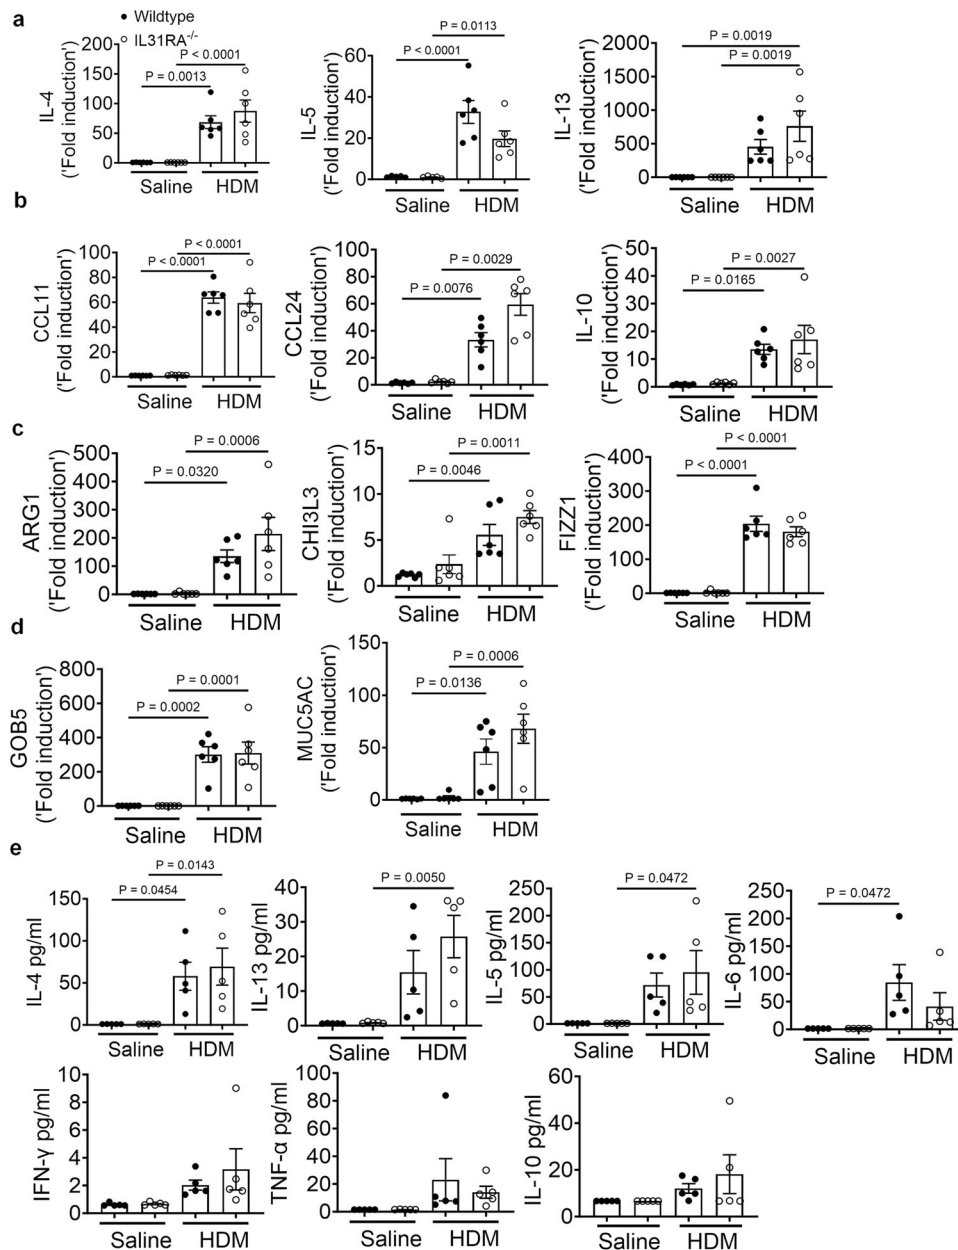 a
Wildtype
IL31RA-/-
P < 0.0001
P = 0.0013
IL-4
('Fold induction')
200
150
100
50
0
Saline HDM
P = 0.0113
P < 0.0001
IL-5
('Fold induction')
60
40
20
0
Saline HDM
P = 0.0019
P = 0.0019
IL-13
('Fold induction')
2000
1500
1000
500
0
Saline HDM
b
P < 0.0001
P < 0.0001
CCL11
('Fold induction')
100
80
60
40
20
0
Saline HDM
P = 0.0029
P = 0.0076
CCL24
('Fold induction')
100
80
60
40
20
0
Saline HDM
P = 0.0027
P = 0.0165
IL-10
('Fold induction')
50
40
30
20
10
0
Saline HDM
c
P = 0.0006
P = 0.0320
ARG1
('Fold induction')
500
400
300
200
100
0
Saline HDM
P = 0.0011
P = 0.0046
CHI3L3
('Fold induction')
15
10
5
0
Saline HDM
P < 0.0001
P < 0.0001
FIZZ1
('Fold induction')
400
300
200
100
0
Saline HDM
d
P = 0.0001
P = 0.0002
GOB5
('Fold induction')
800
600
400
200
0
Saline HDM
P = 0.0006
P = 0.0136
MUC5AC
('Fold induction')
150
100
50
0
Saline HDM
e
P = 0.0143
P = 0.0454
IL-4 pg/ml
150
100
50
0
Saline HDM
P = 0.0050
IL-13 pg/ml
40
30
20
10
0
Saline HDM
P = 0.0472
IL-5 pg/ml
250
200
150
100
50
0
Saline HDM
P = 0.0472
IL-6 pg/ml
250
200
150
100
50
0
Saline HDM
IFN-γ pg/ml
10
8
6
4
2
0
Saline HDM
TNF-α pg/ml
100
80
60
40
20
0
Saline HDM
IL-10 pg/ml
60
40
20
0
Saline HDM